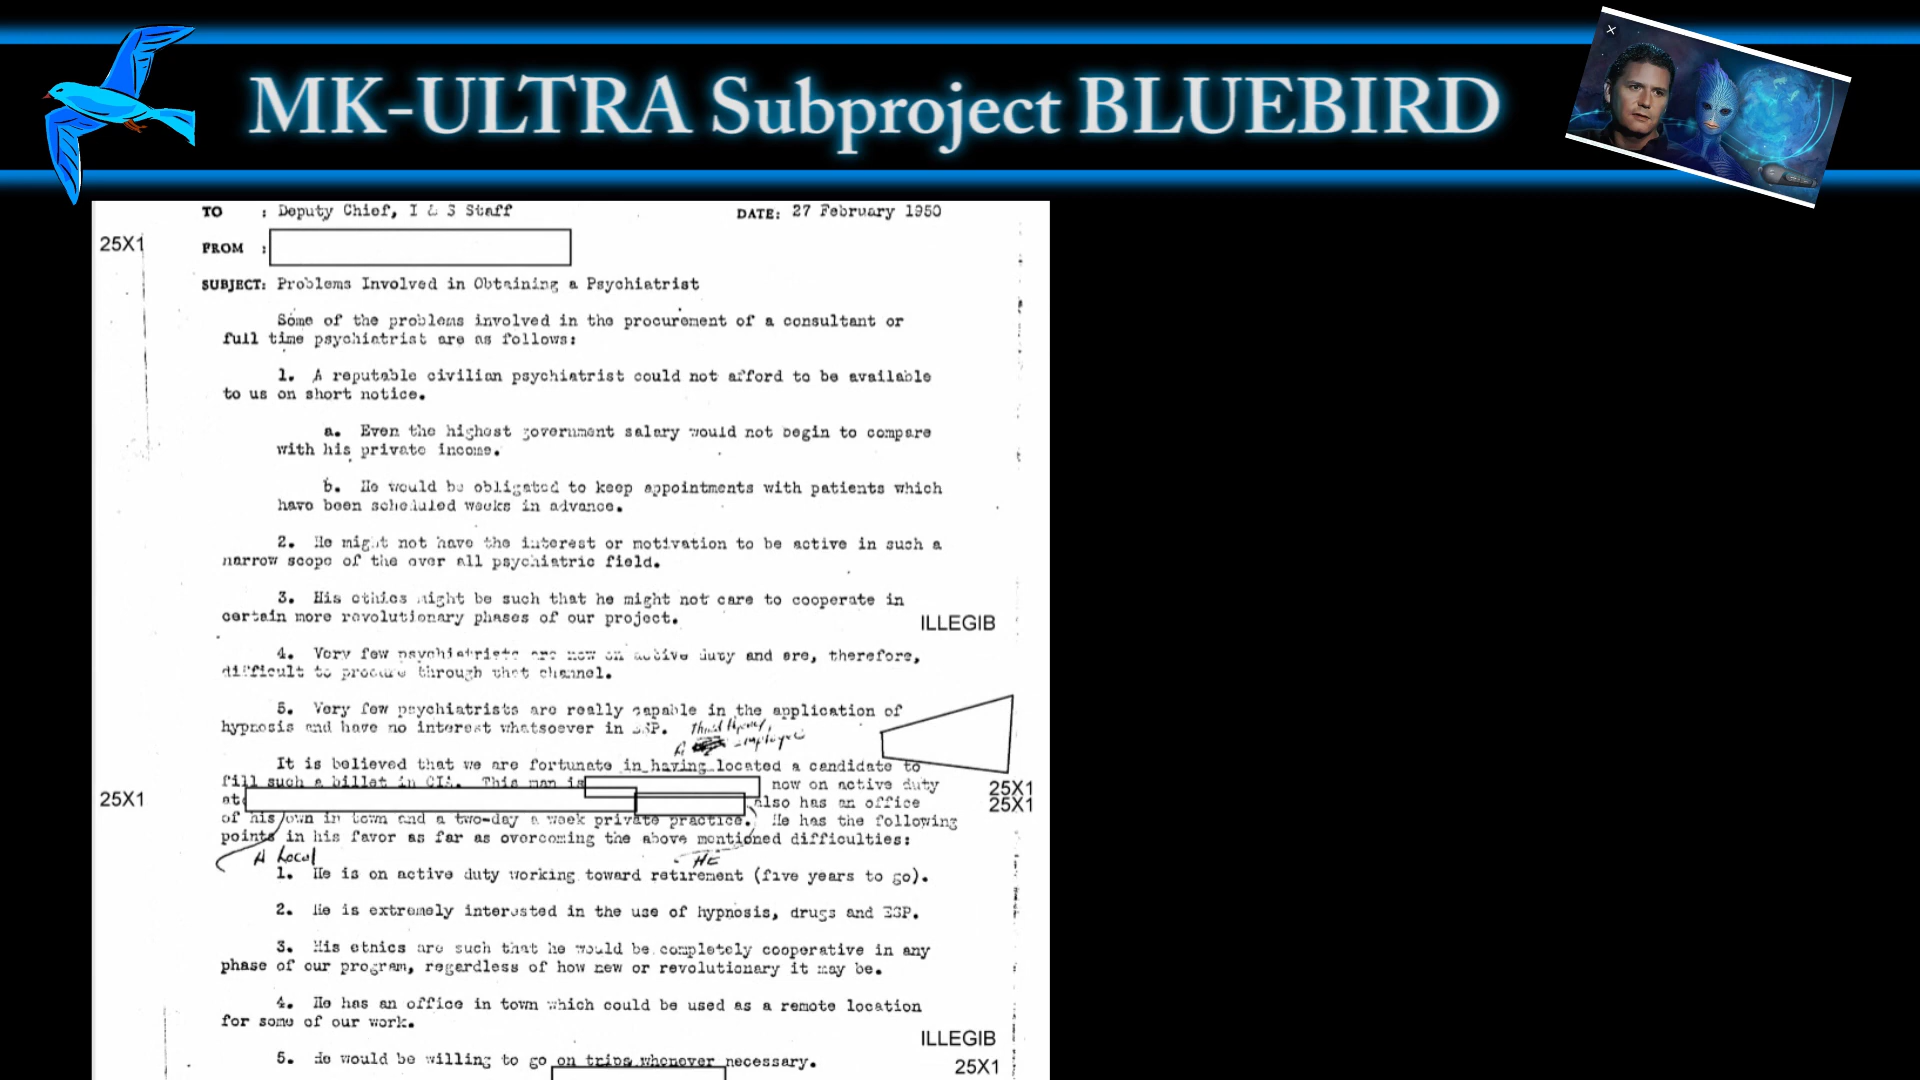 MK-ULTRA Subproject BLUEBIRD
TO : Deputy Chief, I & S Staff DATE: 27 February 1950
25X1
FROM :
SUBJECT: Problems Involved in Obtaining a Psychiatrist
Some of the problems involved in the procurement of a consultant or
full time psychiatrist are as follows:
1. A reputable civilian psychiatrist could not afford to be available
to us on short notice.
a. Even the highest government salary would not begin to compare
with his private income.
b. He would be obligated to keep appointments with patients which
have been scheduled weeks in advance.
2. He might not have the interest or motivation to be active in such a
narrow scope of the over all psychiatric field.
3. His ethics might be such that he might not care to cooperate in
certain more revolutionary phases of our project.
ILLEGIB
4. Very few psychiatrists are now on active duty and are, therefore,
difficult to procure through that channel.
5. Very few psychiatrists are really capable in the application of
hypnosis and have no interest whatsoever in ESP.
A employee
It is believed that we are fortunate in having located a candidate to
fill such a billet in CIA. This man is now on active duty
25X1
25X1 at also has an office
25X1
of his own in town and a two-day a week private practice. He has the following
points in his favor as far as overcoming the above mentioned difficulties:
A Local HE
1. He is on active duty working toward retirement (five years to go).
2. He is extremely interested in the use of hypnosis, drugs and ESP.
3. His ethics are such that he would be completely cooperative in any
phase of our program, regardless of how new or revolutionary it may be.
4. He has an office in town which could be used as a remote location
for some of our work.
ILLEGIB
5. He would be willing to go on trips whenever necessary.
25X1